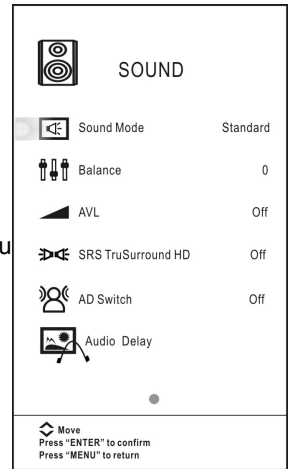 SOUND
Sound Mode Standard
Balance 0
AVL Off
u
SRS TruSurround HD Off
AD Switch Off
Audio Delay
Move
Press “ENTER” to confirm
Press “MENU” to return